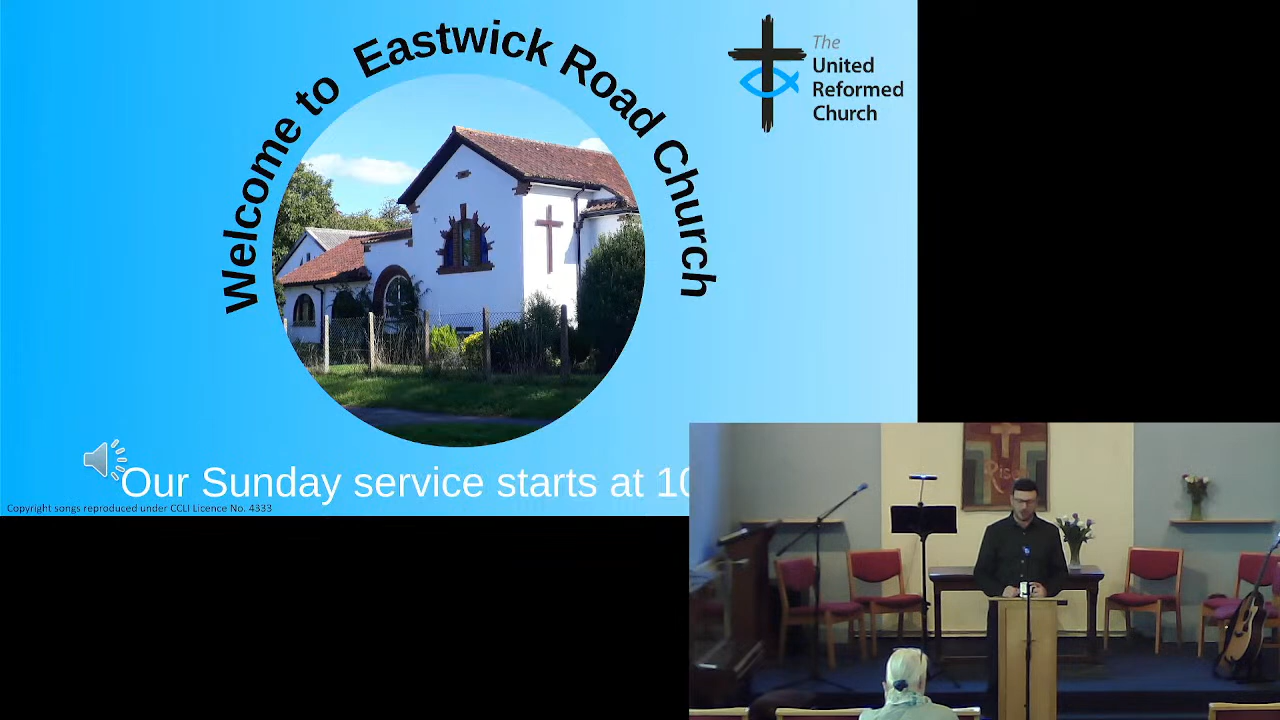 Welcome to Eastwick Road Church
The
United
Reformed
Church
Our Sunday service starts at 10
Copyright songs reproduced under CCLI Licence No. 4333
Risen